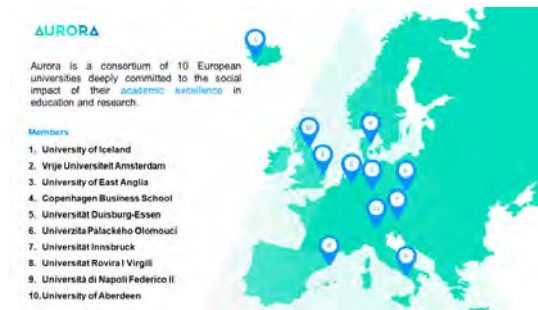 AURORA
Aurora is a consortium of 10 European
universities deeply committed to the social
impact of their academic excellence in
education and research.
Members
1. University of Iceland
2. Vrije Universiteit Amsterdam
3. University of East Anglia
4. Copenhagen Business School
5. Universität Duisburg-Essen
6. Univerzita Palackého Olomouci
7. Universität Innsbruck
8. Universitat Rovira I Virgili
9. Università di Napoli Federico II
10. University of Aberdeen